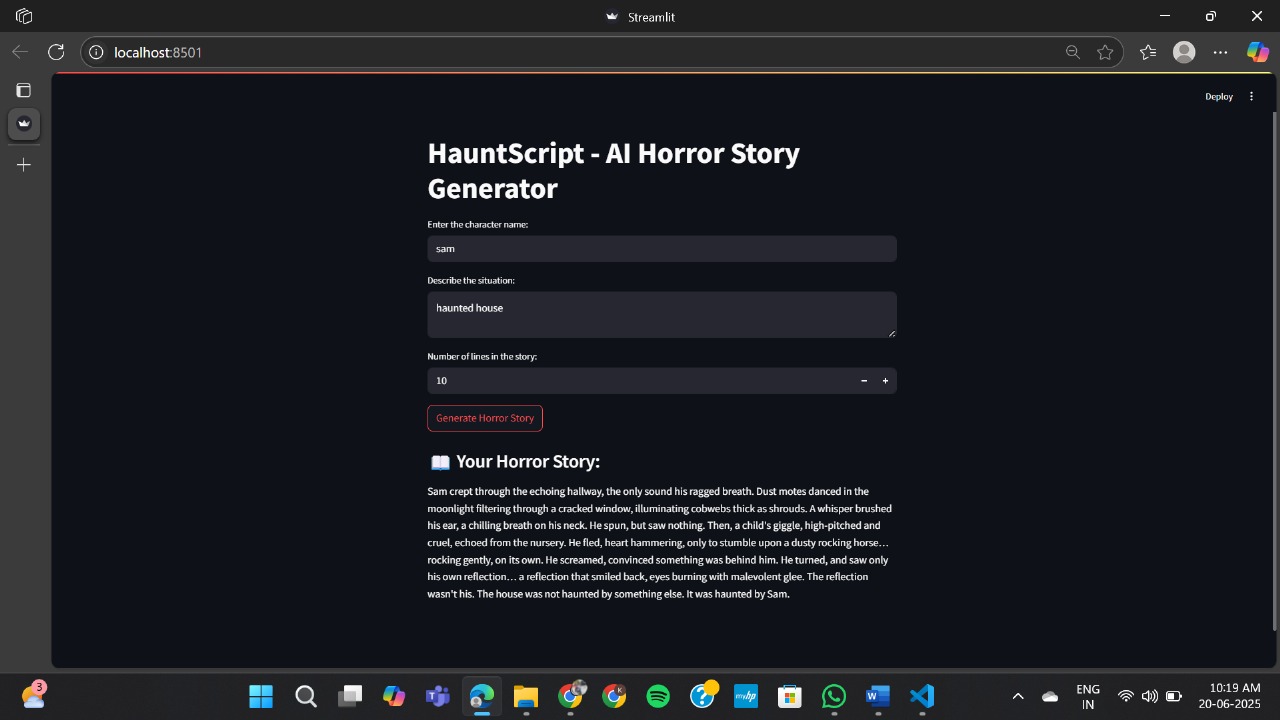 Streamlit
localhost:8501
Deploy
HauntScript - AI Horror Story
Generator
Enter the character name:
sam
Describe the situation:
haunted house
Number of lines in the story:
10
Generate Horror Story
📖 Your Horror Story:
Sam crept through the echoing hallway, the only sound his ragged breath. Dust motes danced in the
moonlight filtering through a cracked window, illuminating cobwebs thick as shrouds. A whisper brushed
his ear, a chilling breath on his neck. He spun, but saw nothing. Then, a child's giggle, high-pitched and
cruel, echoed from the nursery. He fled, heart hammering, only to stumble upon a dusty rocking horse…
rocking gently, on its own. He screamed, convinced something was behind him. He turned, and saw only
his own reflection… a reflection that smiled back, eyes burning with malevolent glee. The reflection
wasn't his. The house was not haunted by something else. It was haunted by Sam.
3
myhp
ENG
IN
10:19 AM
20-06-2025